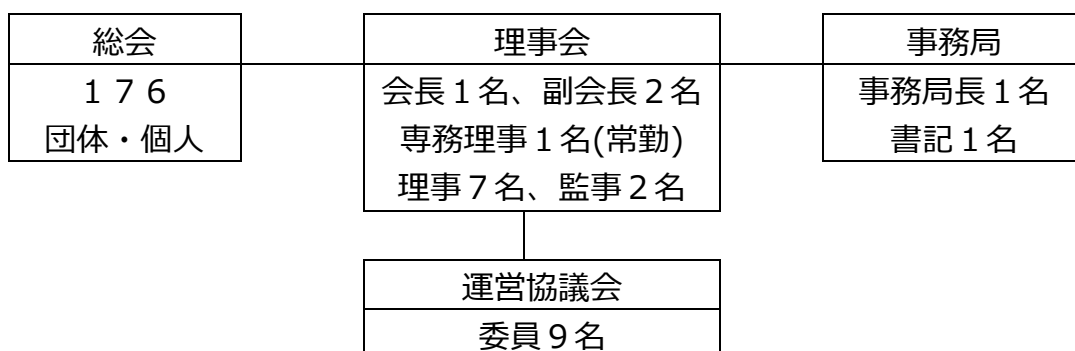 総会
１７６
団体・個人
理事会
会長１名、副会長２名
専務理事１名(常勤)
理事７名、監事２名
事務局
事務局長１名
書記１名
運営協議会
委員９名